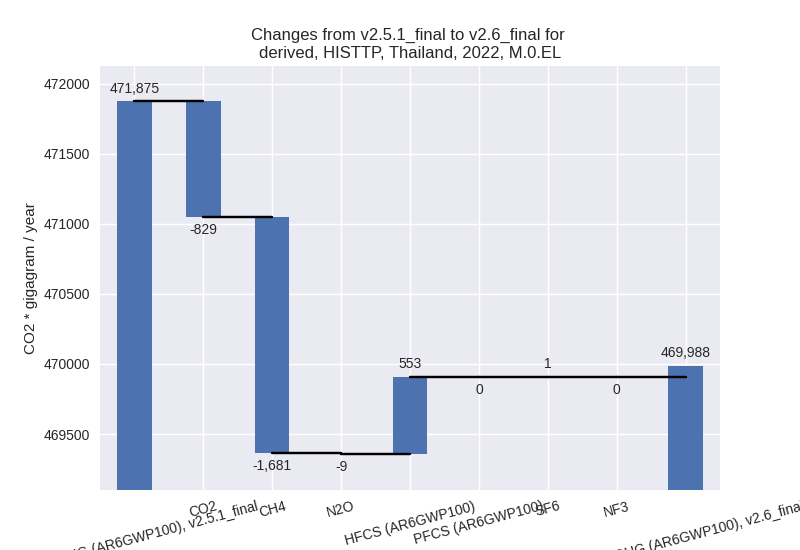 Changes from v2.5.1_final to v2.6_final for
derived, HISTTP, Thailand, 2022, M.0.EL
CO2 * gigagram / year
472000
471500
471000
470500
470000
469500
471,875
-829
-1,681
-9
553
0
1
0
469,988
(AR6GWP100), v2.5.1_final
CO2
CH4
N2O
HFCS (AR6GWP100)
PFCS (AR6GWP100)
SF6
NF3
(AR6GWP100), v2.6_final